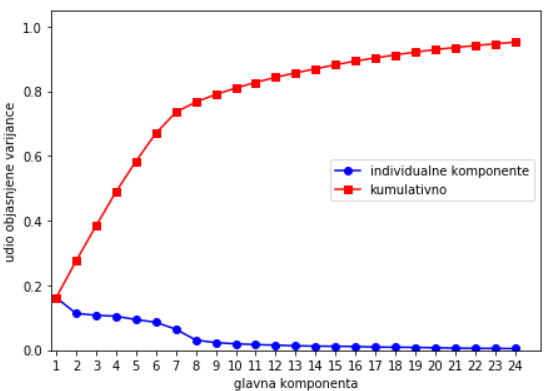 1.0
0.8
0.6
0.4
0.2
0.0
udio objasnjene varijance
individualne komponente
kumulativno
1 2 3 4 5 6 7 8 9 10 11 12 13 14 15 16 17 18 19 20 21 22 23 24
glavna komponenta